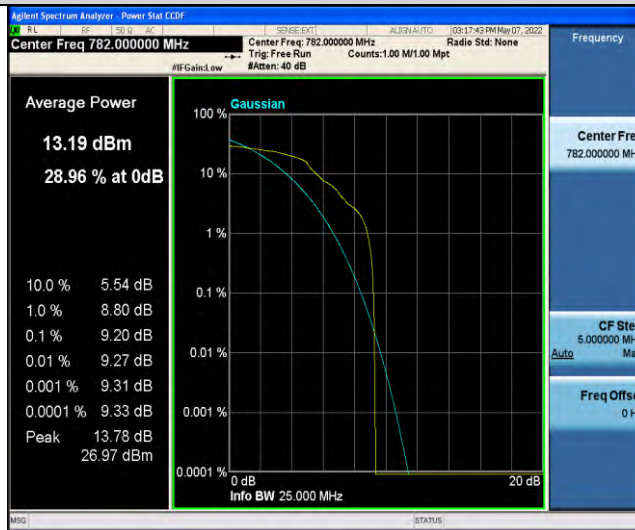 Agilent Spectrum Analyzer - Power Stat CCDF
RL RF 50 Ω AC SENSE:EXT ALIGN AUTO 03:17:43 PM May 07, 2022
Center Freq 782.000000 MHz
Center Freq: 782.000000 MHz Radio Std: None
Trig: Free Run Counts:1.00 M/1.00 Mpt
#IFGain:Low #Atten: 40 dB
Frequency
Average Power
13.19 dBm
28.96 % at 0dB
10.0 % 5.54 dB
1.0 % 8.80 dB
0.1 % 9.20 dB
0.01 % 9.27 dB
0.001 % 9.31 dB
0.0001 % 9.33 dB
Peak 13.78 dB
26.97 dBm
Gaussian
100 %
10 %
1 %
0.1 %
0.01 %
0.001 %
0.0001 %
0 dB 20 dB
Info BW 25.000 MHz
Center Fre
782.000000 MH
CF Ste
5.000000 MH
Auto Ma
Freq Offs
0 H
MSG STATUS